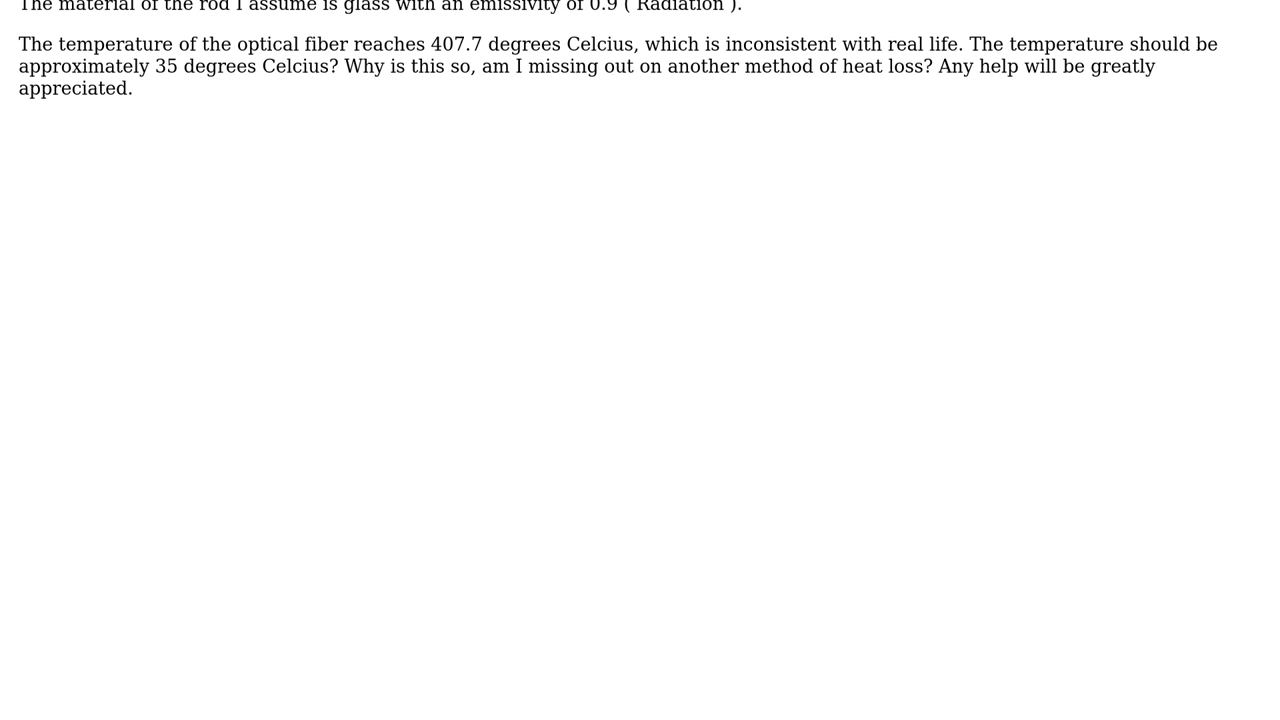 The material of the rod I assume is glass with an emissivity of 0.9 ( Radiation ).
The temperature of the optical fiber reaches 407.7 degrees Celcius, which is inconsistent with real life. The temperature should be
approximately 35 degrees Celcius? Why is this so, am I missing out on another method of heat loss? Any help will be greatly
appreciated.